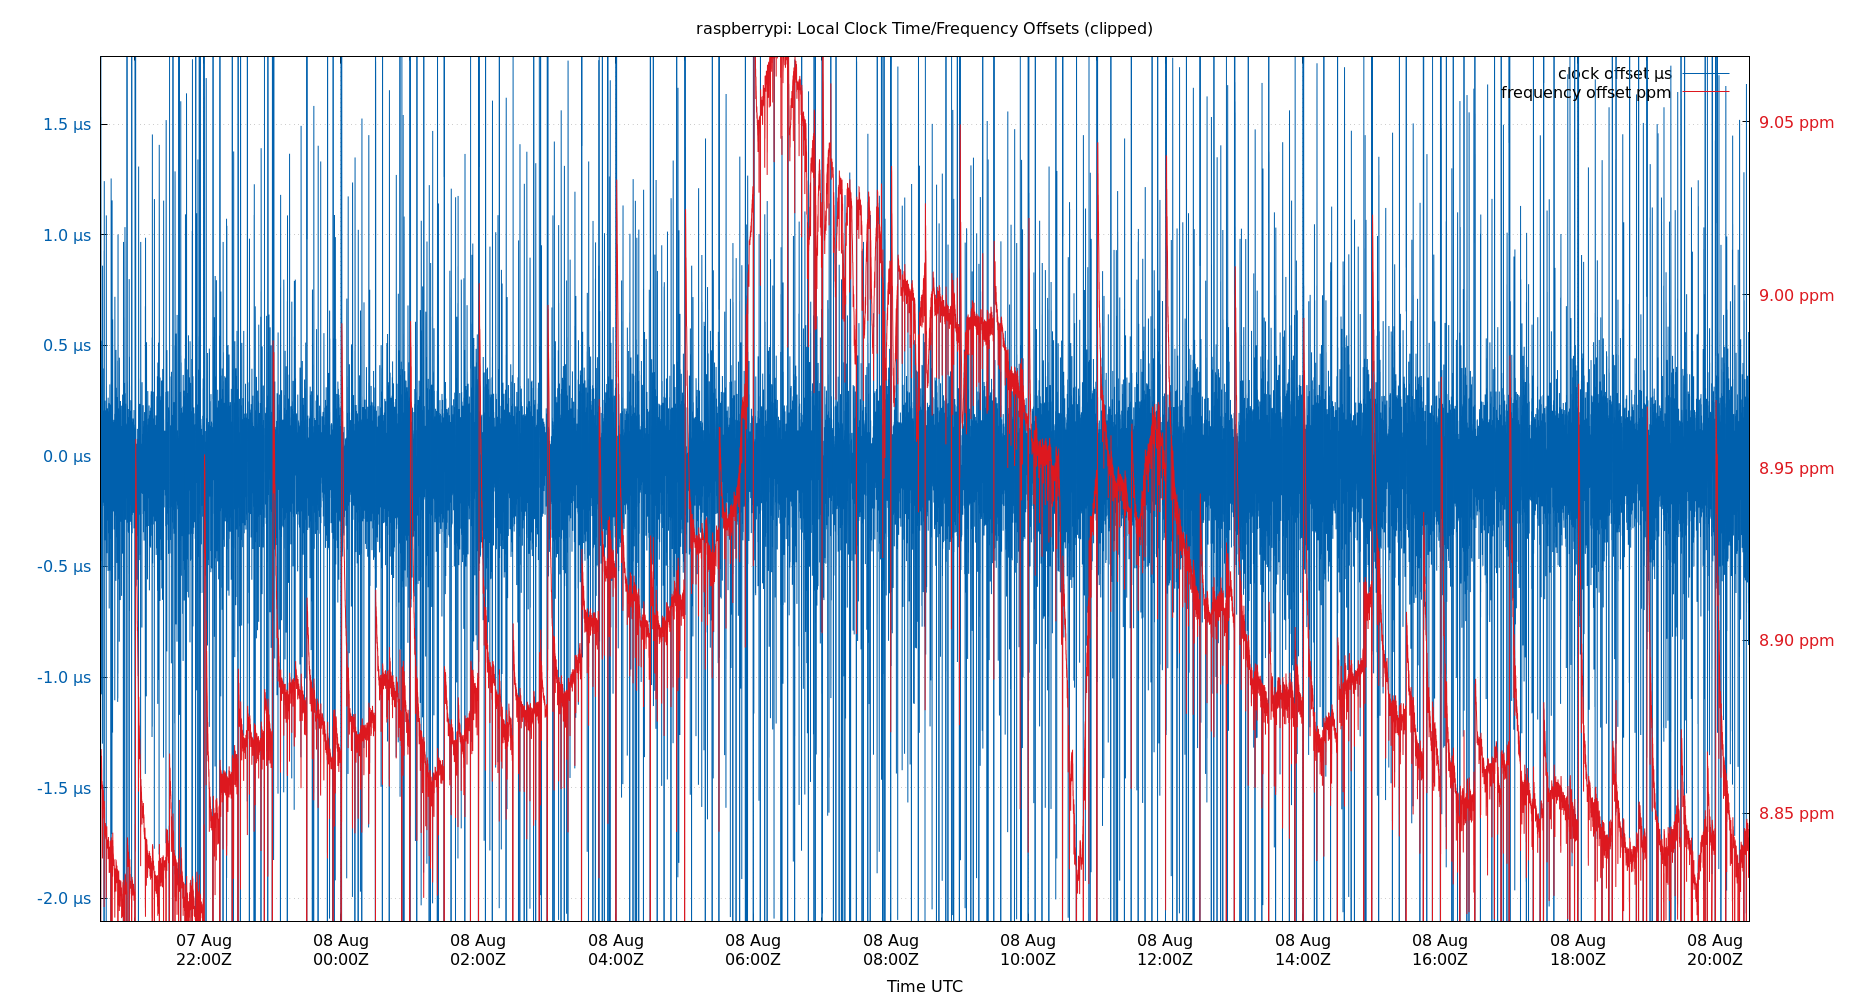 raspberrypi: Local Clock Time/Frequency Offsets (clipped)
clock offset µs
frequency offset ppm
1.5 µs
1.0 µs
0.5 µs
0.0 µs
-0.5 µs
-1.0 µs
-1.5 µs
-2.0 µs
9.05 ppm
9.00 ppm
8.95 ppm
8.90 ppm
8.85 ppm
07 Aug
22:00Z
08 Aug
00:00Z
08 Aug
02:00Z
08 Aug
04:00Z
08 Aug
06:00Z
08 Aug
08:00Z
08 Aug
10:00Z
08 Aug
12:00Z
08 Aug
14:00Z
08 Aug
16:00Z
08 Aug
18:00Z
08 Aug
20:00Z
Time UTC